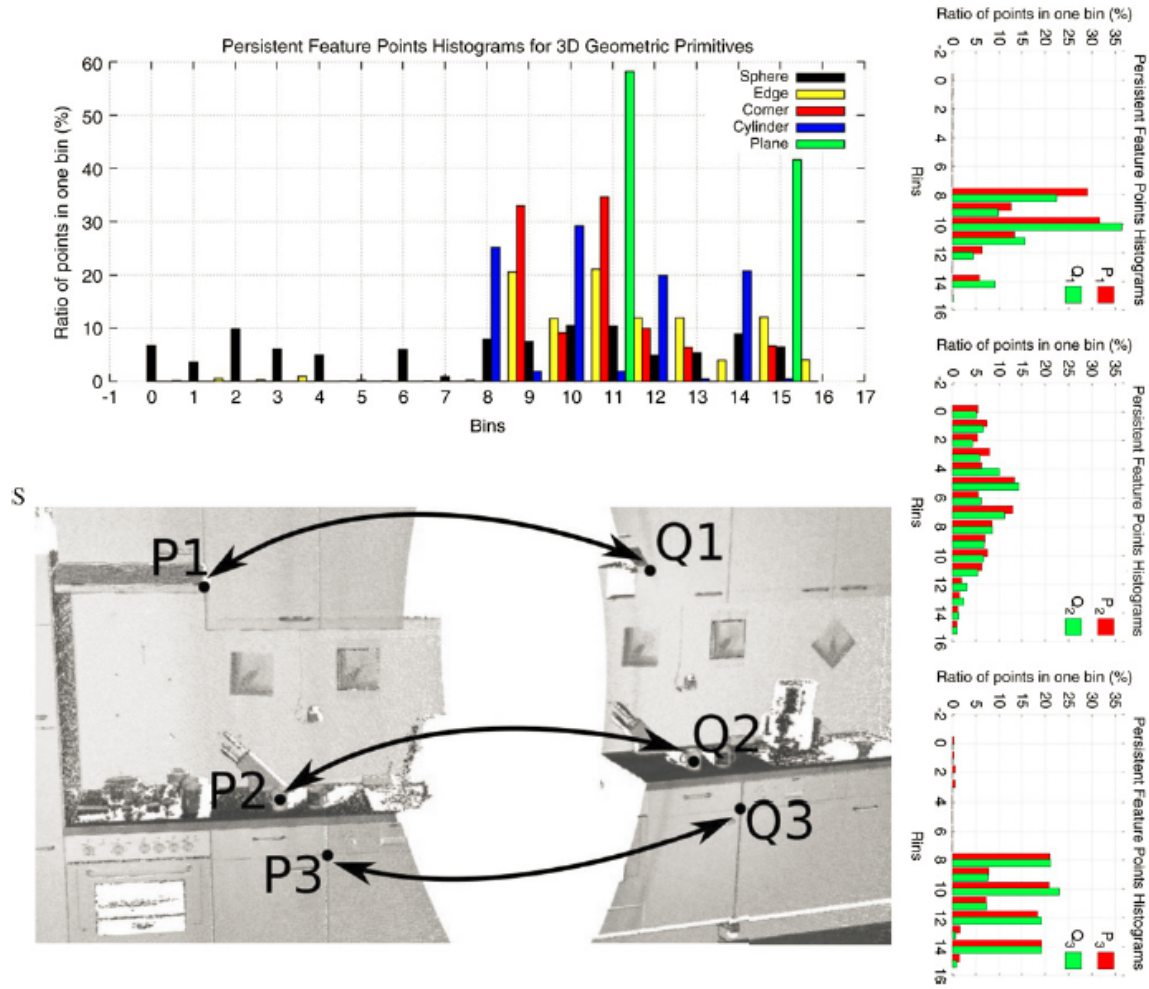 Persistent Feature Points Histograms for 3D Geometric Primitives
Ratio of points in one bin (%)
60
50
40
30
20
10
0
Sphere
Edge
Corner
Cylinder
Plane
-1 0 1 2 3 4 5 6 7 8 9 10 11 12 13 14 15 16 17
Bins
S
P1
Q1
P2
Q2
P3
Q3
Ratio of points in one bin (%)
0 5 10 15 20 25 30 35
Persistent Feature Points Histograms
-2 0 2 4 6 8 10 12 14 16
Bins
P1
Q1
Ratio of points in one bin (%)
0 5 10 15 20 25 30 35
Persistent Feature Points Histograms
-2 0 2 4 6 8 10 12 14 16
Bins
P2
Q2
Ratio of points in one bin (%)
0 5 10 15 20 25 30 35
Persistent Feature Points Histograms
-2 0 2 4 6 8 10 12 14 16
Bins
P3
Q3